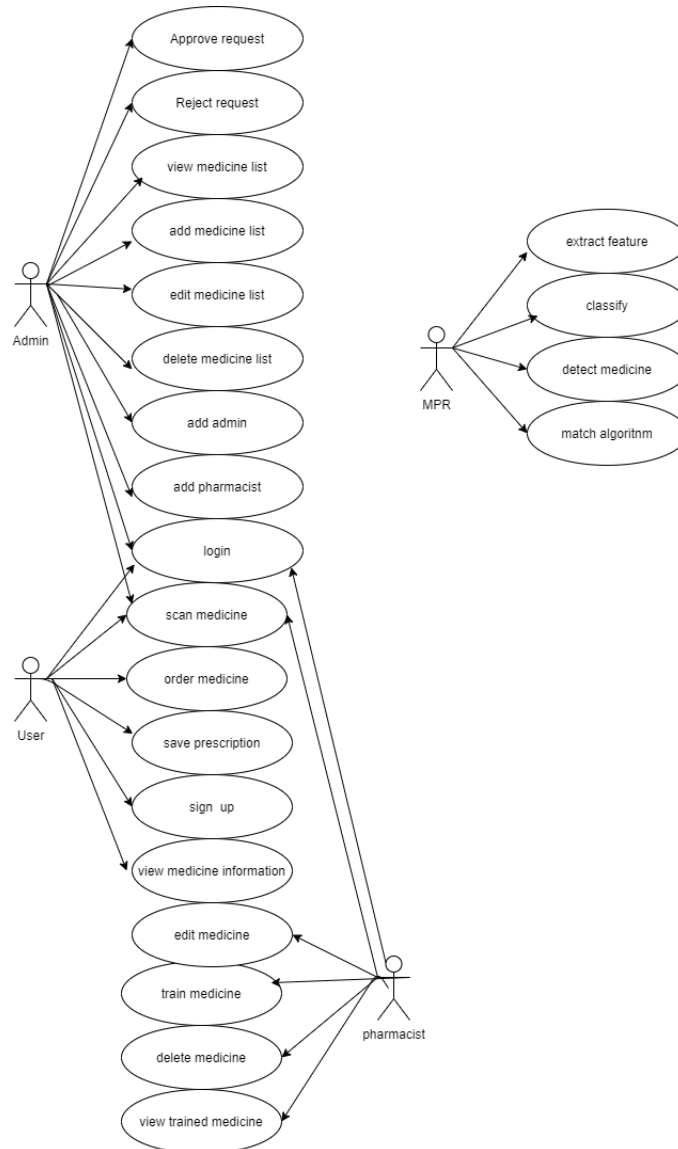 Approve request
Reject request
view medicine list
add medicine list
edit medicine list
delete medicine list
add admin
add pharmacist
login
scan medicine
order medicine
save prescription
sign up
view medicine information
edit medicine
train medicine
delete medicine
view trained medicine
Admin
User
pharmacist
extract feature
classify
detect medicine
match algoritnm
MPR